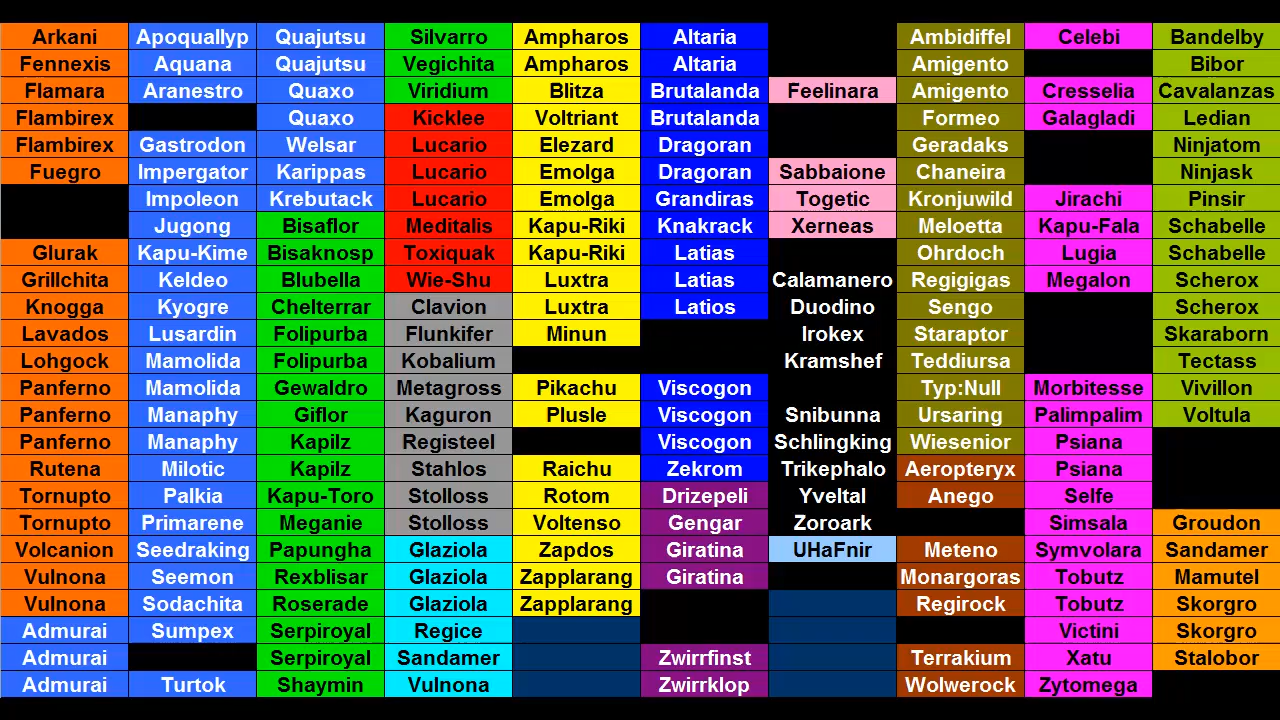 Arkani Apoquallyp Quajutsu Silvarro Ampharos Altaria Ambidiffel Celebi Bandelby
Fennexis Aquana Quajutsu Vegichita Ampharos Altaria Amigento Bibor
Flamara Aranestro Quaxo Viridium Blitza Brutalanda Feelinara Amigento Cresselia Cavalanzas
Flambirex Quaxo Kicklee Voltriant Brutalanda Formeo Galagladi Ledian
Flambirex Gastrodon Welsar Lucario Elezard Dragoran Geradaks Ninjatom
Fuegro Impergator Karippas Lucario Emolga Dragoran Sabbaione Chaneira Ninjask
Impoleon Krebutack Lucario Emolga Grandiras Togetic Kronjuwild Jirachi Pinsir
Jugong Bisaflor Meditalis Kapu-Riki Knakrack Xerneas Meloetta Kapu-Fala Schabelle
Glurak Kapu-Kime Bisaknosp Toxiquak Kapu-Riki Latias Ohrdoch Lugia Schabelle
Grillchita Keldeo Blubella Wie-Shu Luxtra Latias Calamanero Regigigas Megalon Scherox
Knogga Kyogre Chelterrar Clavion Luxtra Latios Duodino Sengo Scherox
Lavados Lusardin Folipurba Flunkifer Minun Irokex Staraptor Skaraborn
Lohgock Mamolida Folipurba Kobalium Kramshef Teddiursa Tectass
Panferno Mamolida Gewaldro Metagross Pikachu Viscogon Typ:Null Morbitesse Vivillon
Panferno Manaphy Giflor Kaguron Plusle Viscogon Snibunna Ursaring Palimpalim Voltula
Panferno Manaphy Kapilz Registeel Viscogon Schlingking Wiesenior Psiana
Rutena Milotic Kapilz Stahlos Raichu Zekrom Trikephalo Aeropteryx Psiana
Tornupto Palkia Kapu-Toro Stolloss Rotom Drizepeli Yveltal Anego Selfe
Tornupto Primarene Meganie Stolloss Voltenso Gengar Zoroark Simsala Groudon
Volcanion Seedraking Papungha Glaziola Zapdos Giratina UHaFnir Meteno Symvolara Sandamer
Vulnona Seemon Rexblisar Glaziola Zapplarang Giratina Monargoras Tobutz Mamutel
Vulnona Sodachita Roserade Glaziola Zapplarang Regirock Tobutz Skorgro
Admurai Sumpex Serpiroyal Regice Victini Skorgro
Admurai Serpiroyal Sandamer Zwirrfinst Terrakium Xatu Stalobor
Admurai Turtok Shaymin Vulnona Zwirrklop Wolwerock Zytomega